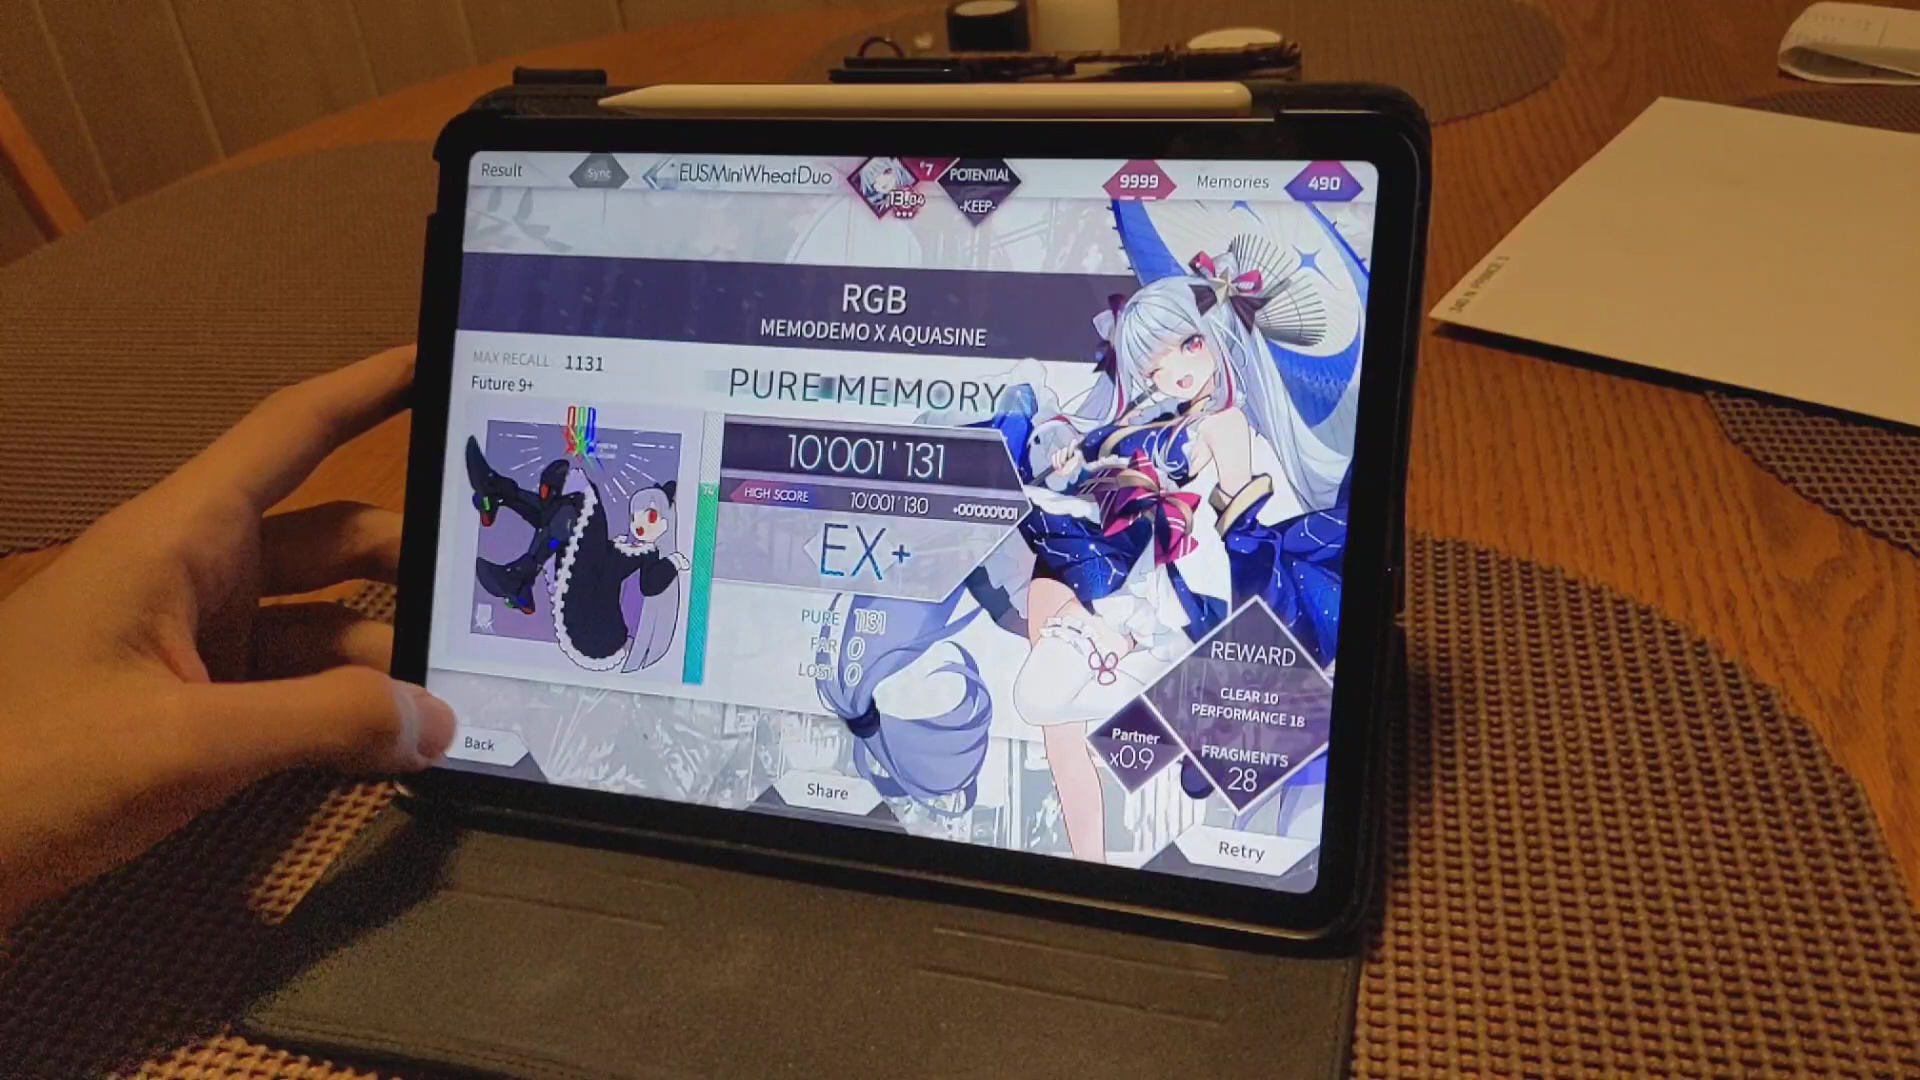 Result
Sync
EUSMiniWheatDuo
#7
13.04
POTENTIAL
-KEEP-
9999
Memories
490
RGB
MEMODEMO X AQUASINE
MAX RECALL 1131
Future 9+
PURE MEMORY
10'001'131
HIGH SCORE 10'001'130 +00'000'001
EX+
PURE 1131
FAR 0
LOST 0
REWARD
CLEAR 10
PERFORMANCE 18
Partner
x0.9
FRAGMENTS
28
Back
Share
Retry